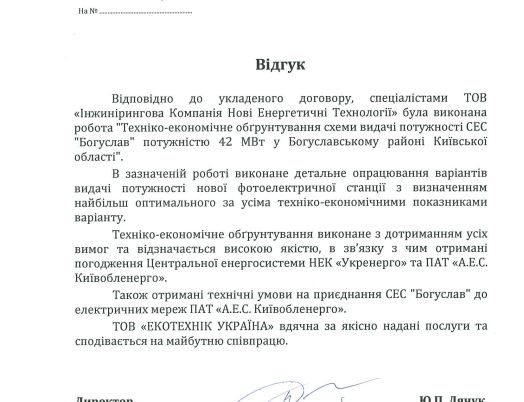 На №
Відгук
Відповідно до укладеного договору, спеціалістами ТОВ
«Інжинірингова Компанія Нові Енергетичні Технології» була виконана
робота "Техніко-економічне обґрунтування схеми видачі потужності СЕС
"Богуслав" потужністю 42 МВт у Богуславському районі Київської
області".
В зазначеній роботі виконане детальне опрацювання варіантів
видачі потужності нової фотоелектричної станції з визначенням
найбільш оптимального за усіма техніко-економічними показниками
варіанту.
Техніко-економічне обґрунтування виконане з дотриманням усіх
вимог та відзначається високою якістю, в зв'язку з чим отримані
погодження Центральної енергосистеми НЕК «Укренерго» та ПАТ «А.Е.С.
Київобленерго».
Також отримані технічні умови на приєднання СЕС "Богуслав" до
електричних мереж ПАТ «А.Е.С. Київобленерго».
ТОВ «ЕКОТЕХНІК УКРАЇНА» вдячна за якісно надані послуги та
сподівається на майбутню співпрацю.
Директор